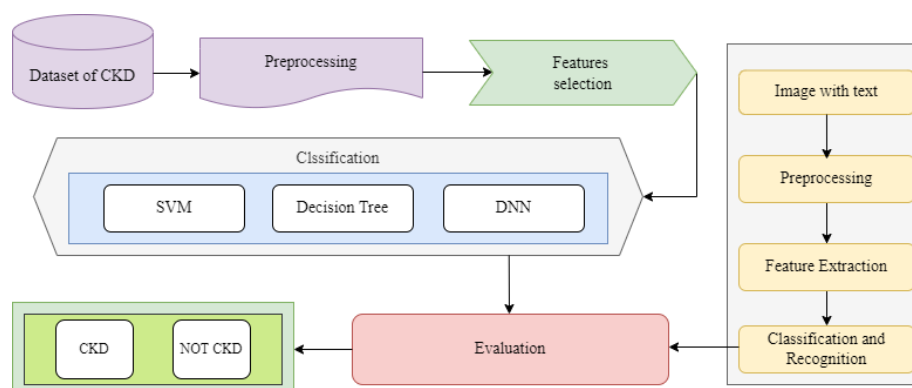 Dataset of CKD
Preprocessing
Features
selection
Clssification
SVM
Decision Tree
DNN
CKD
NOT CKD
Evaluation
Image with text
Preprocessing
Feature Extraction
Classification and
Recognition